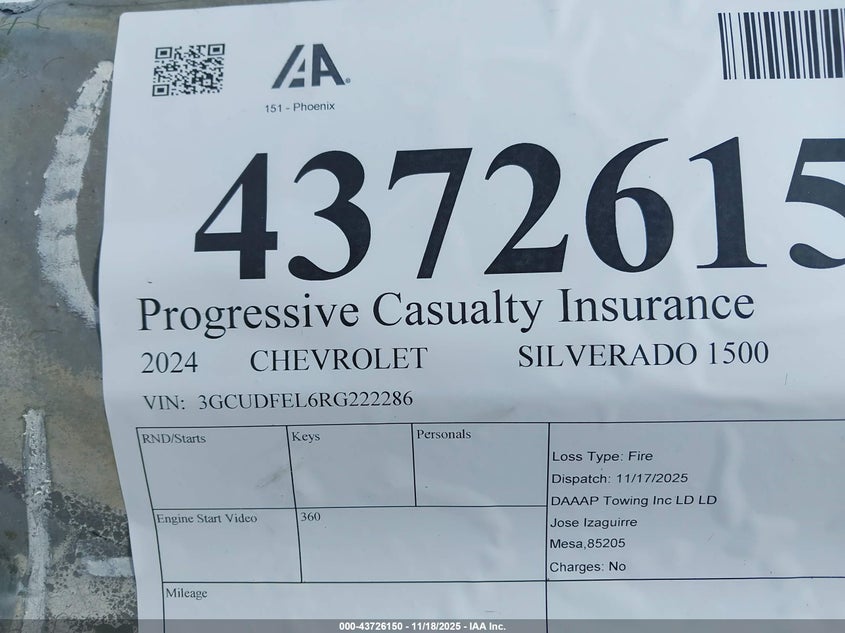 IAA
151 - Phoenix
4372615
Progressive Casualty Insurance
2024 CHEVROLET SILVERADO 1500
VIN: 3GCUDFEL6RG222286
RND/Starts Keys Personals
Loss Type: Fire
Dispatch: 11/17/2025
DAAAP Towing Inc LD LD
Engine Start Video 360
Jose Izaguirre
Mesa,85205
Charges: No
Mileage
000-43726150 - 11/18/2025 - IAA Inc.